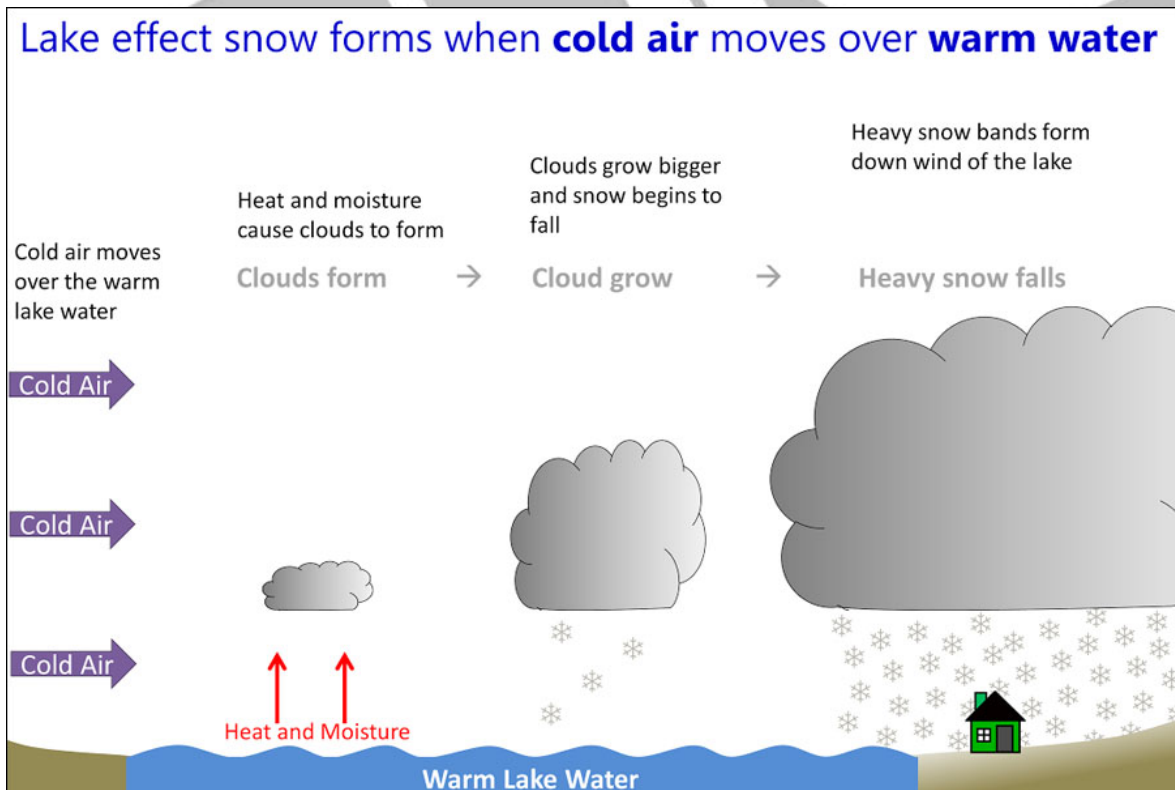 Lake effect snow forms when cold air moves over warm water
Cold air moves
over the warm
lake water
Heat and moisture
cause clouds to form
Clouds grow bigger
and snow begins to
fall
Heavy snow bands form
down wind of the lake
Clouds form → Cloud grow → Heavy snow falls
Cold Air
Cold Air
Cold Air
Heat and Moisture
Warm Lake Water